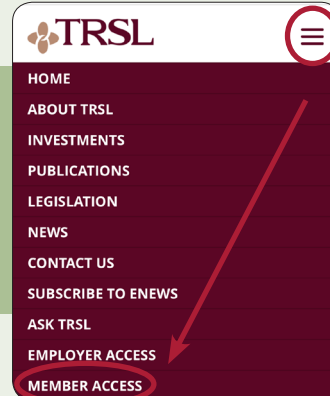 TRSL
HOME
ABOUT TRSL
INVESTMENTS
PUBLICATIONS
LEGISLATION
NEWS
CONTACT US
SUBSCRIBE TO ENEWS
ASK TRSL
EMPLOYER ACCESS
MEMBER ACCESS